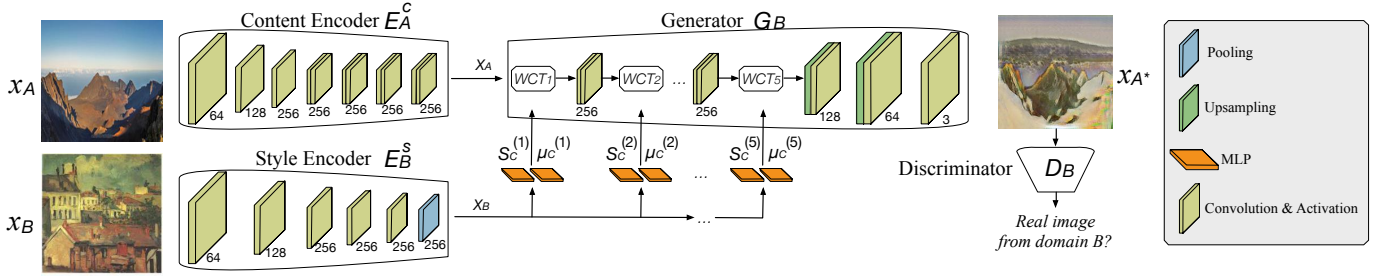 Content Encoder E_A^C
Generator G_B
x_A
64
128
256
256
256
256
256
X_A
WCT1
256
WCT2
...
256
WCT5
128
64
3
x_A*
S_C^(1) μ_C^(1)
S_C^(2) μ_C^(2)
...
S_C^(5) μ_C^(5)
Style Encoder E_B^S
x_B
64
128
256
256
256
256
X_B
...
Discriminator D_B
Real image
from domain B?
Pooling
Upsampling
MLP
Convolution & Activation